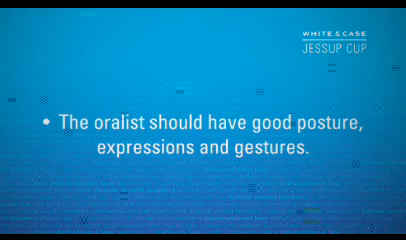 WHITE & CASE
JESSUP CUP
• The oralist should have good posture,
expressions and gestures.